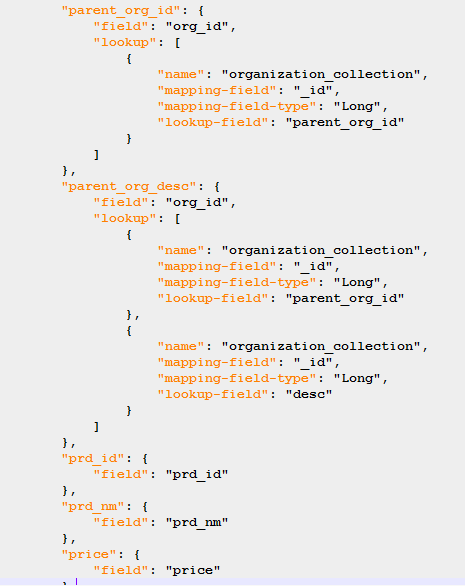 "parent_org_id": {
"field": "org_id",
"lookup": [
{
"name": "organization_collection",
"mapping-field": "_id",
"mapping-field-type": "Long",
"lookup-field": "parent_org_id"
}
]
},
"parent_org_desc": {
"field": "org_id",
"lookup": [
{
"name": "organization_collection",
"mapping-field": "_id",
"mapping-field-type": "Long",
"lookup-field": "parent_org_id"
},
{
"name": "organization_collection",
"mapping-field": "_id",
"mapping-field-type": "Long",
"lookup-field": "desc"
}
]
},
"prd_id": {
"field": "prd_id"
},
"prd_nm": {
"field": "prd_nm"
},
"price": {
"field": "price"
}